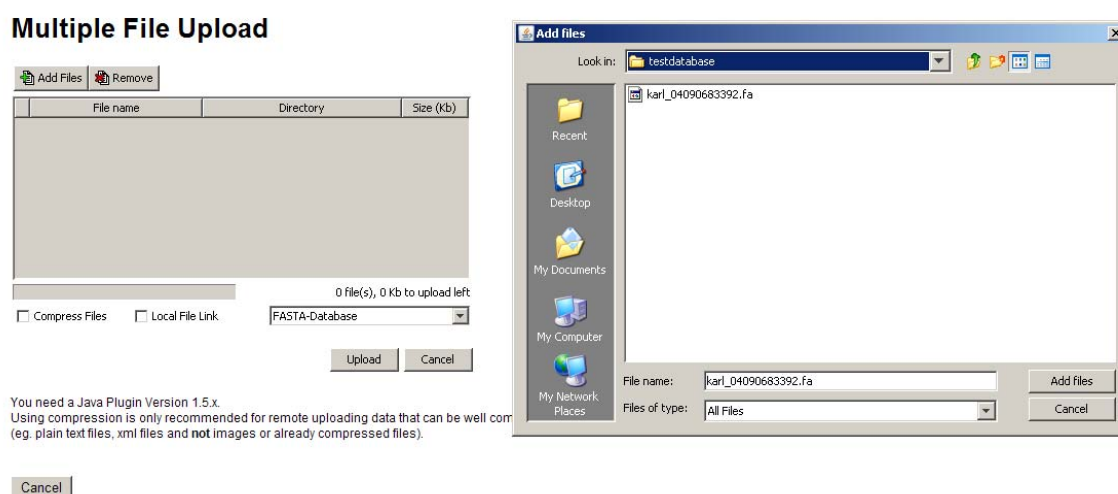 Multiple File Upload
Add Files Remove
File name Directory Size (Kb)
0 file(s), 0 Kb to upload left
Compress Files Local File Link FASTA-Database
Upload Cancel
You need a Java Plugin Version 1.5.x.
Using compression is only recommended for remote uploading data that can be well com
(eg. plain text files, xml files and not images or already compressed files).
Cancel
Add files
Look in: testdatabase
karl_04090683392.fa
Recent
Desktop
My Documents
My Computer
My Network
Places
File name: karl_04090683392.fa Add files
Files of type: All Files Cancel